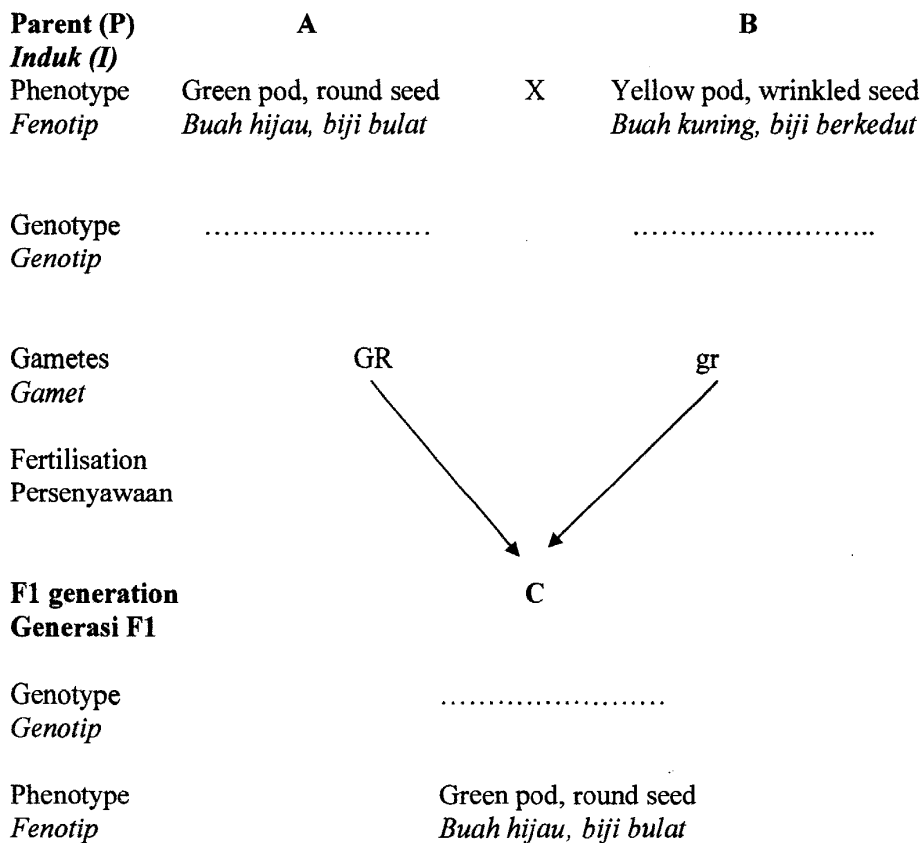 Parent (P) A B
Induk (I)
Phenotype Green pod, round seed X Yellow pod, wrinkled seed
Fenotip Buah hijau, biji bulat Buah kuning, biji berkedut
Genotype ........................ ..........................
Genotip
Gametes GR gr
Gamet
Fertilisation
Persenyawaan
F1 generation C
Generasi F1
Genotype ........................
Genotip
Phenotype Green pod, round seed
Fenotip Buah hijau, biji bulat